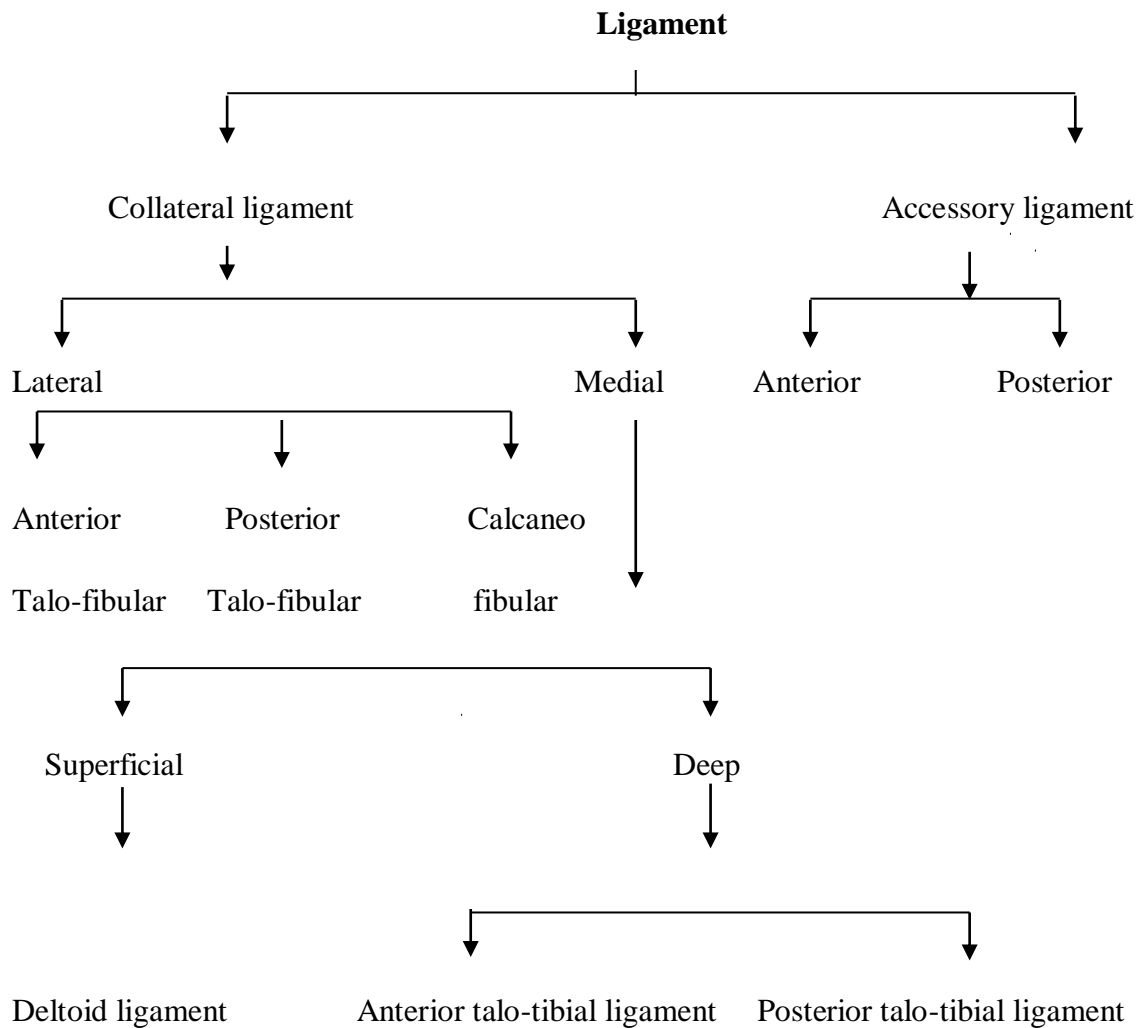 Ligament
Collateral ligament Accessory ligament
Lateral Medial Anterior Posterior
Anterior Posterior Calcaneo
Talo-fibular Talo-fibular fibular
Superficial Deep
Deltoid ligament Anterior talo-tibial ligament Posterior talo-tibial ligament